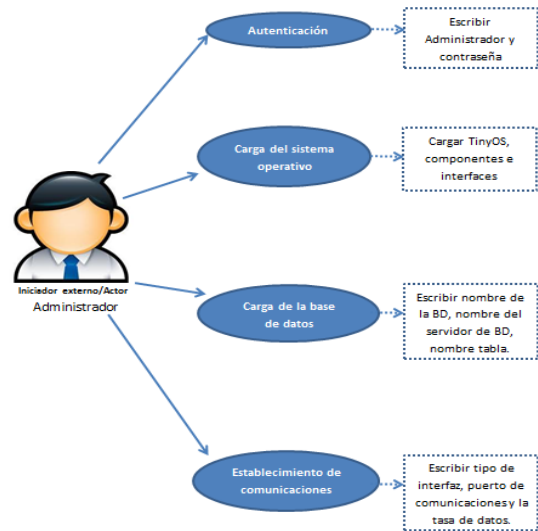 Autenticación
Escribir
Administrador y
contraseña
Carga del sistema
operativo
Cargar TinyOS,
componentes e
interfaces
Iniciador externo/Actor
Administrador
Carga de la base
de datos
Escribir nombre de
la BD, nombre del
servidor de BD,
nombre tabla.
Establecimiento de
comunicaciones
Escribir tipo de
interfaz, puerto de
comunicaciones y la
tasa de datos.